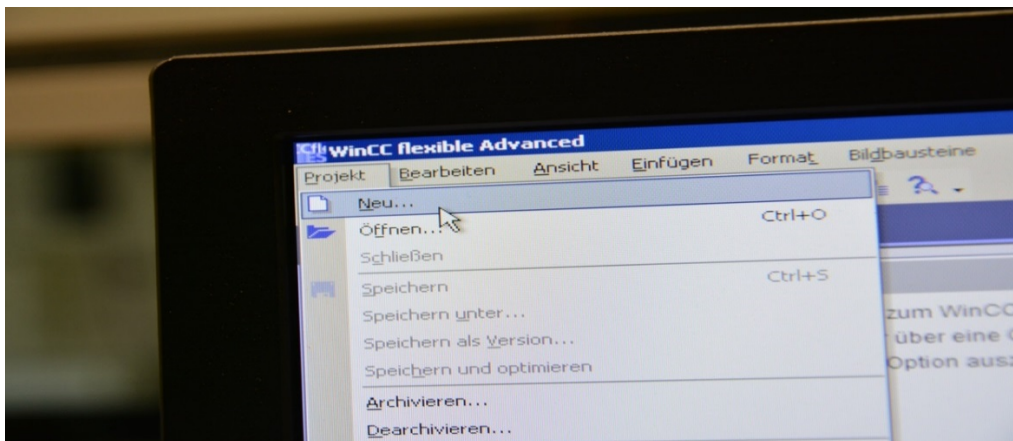 WinCC flexible Advanced
Projekt Bearbeiten Ansicht Einfügen Format Bildbausteine
Neu...
Öffnen... Ctrl+O
Schließen
Speichern Ctrl+S
Speichern unter...
zum WinCC
Speichern als Version...
über eine
Speichern und optimieren
Option
Archivieren...
Dearchivieren...